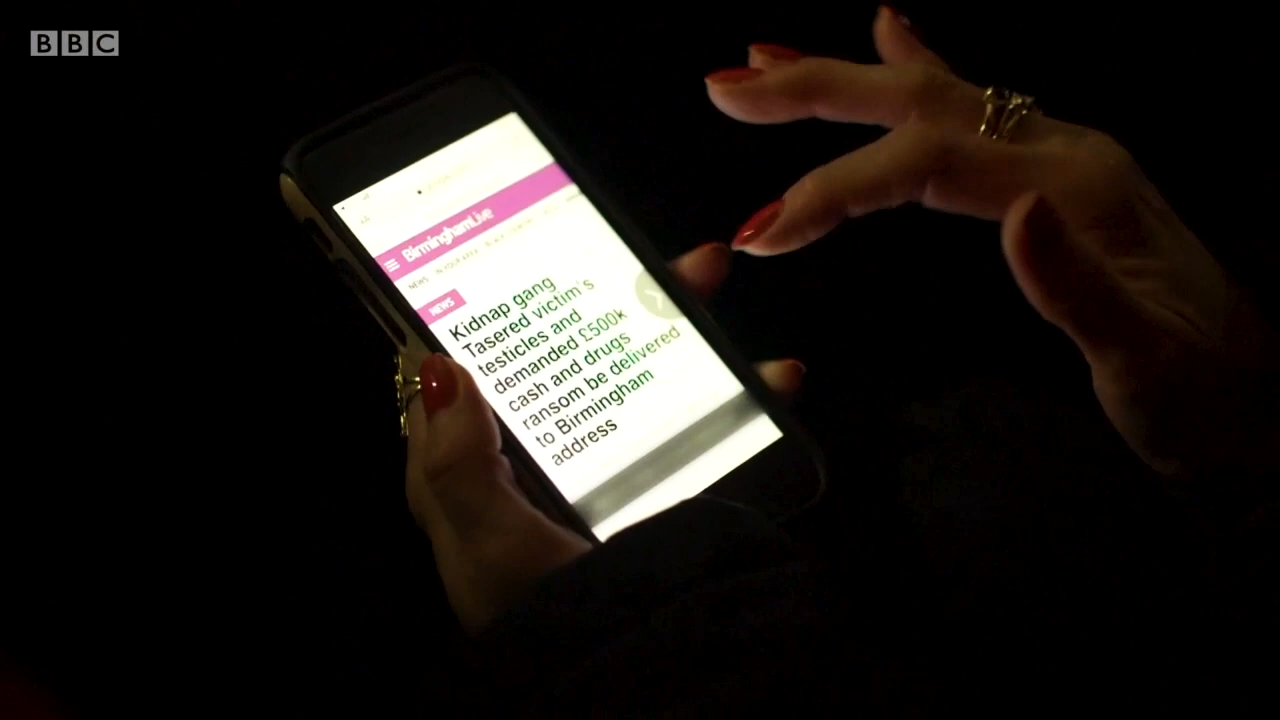 BBC
BirminghamLive
NEWS
NEWS
Kidnap gang
Tasered victim's
testicles and
demanded £500k
cash and drugs
ransom be delivered
to Birmingham
address